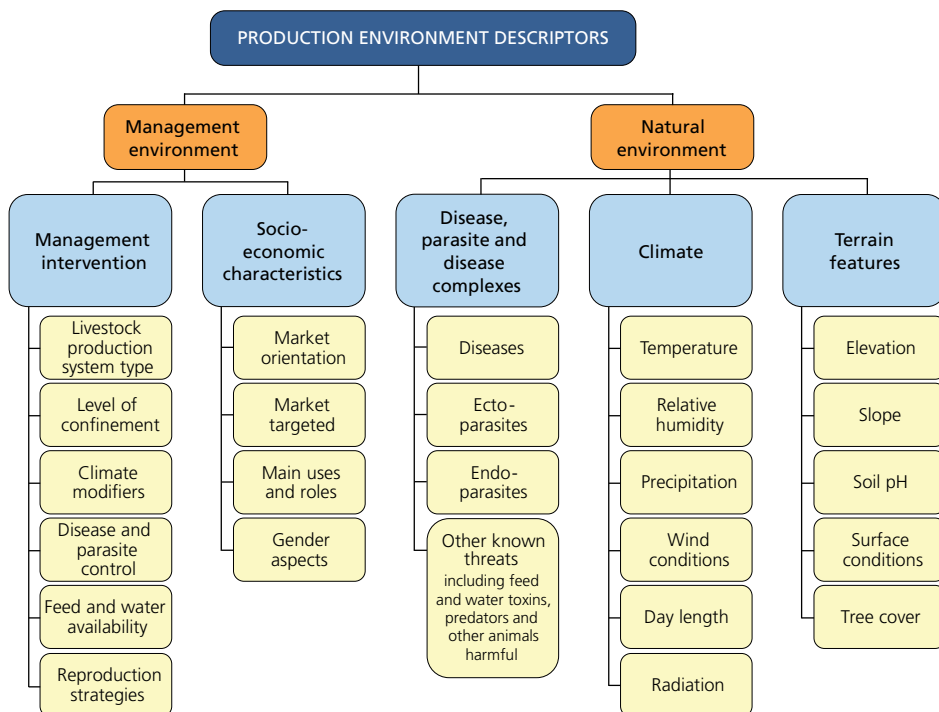 PRODUCTION ENVIRONMENT DESCRIPTORS
Management
environment
Natural
environment
Management
intervention
Socio-
economic
characteristics
Disease,
parasite and
disease
complexes
Climate
Terrain
features
Livestock
production
system type
Level of
confinement
Climate
modifiers
Disease and
parasite
control
Feed and water
availability
Reproduction
strategies
Market
orientation
Market
targeted
Main uses
and roles
Gender
aspects
Diseases
Ecto-
parasites
Endo-
parasites
Other known
threats
including feed
and water toxins,
predators and
other animals
harmful
Temperature
Relative
humidity
Precipitation
Wind
conditions
Day length
Radiation
Elevation
Slope
Soil pH
Surface
conditions
Tree cover